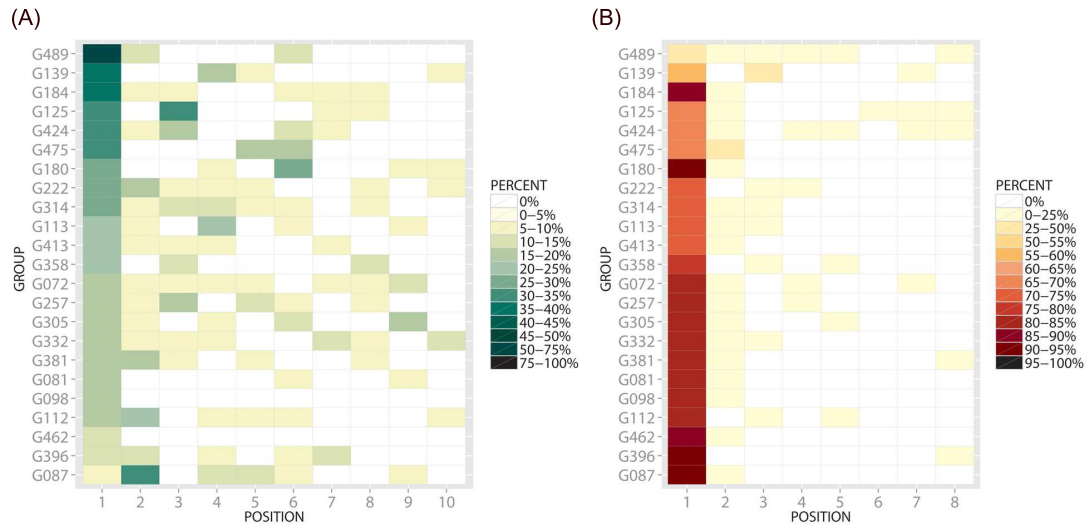 (A)
(B)
GROUP
G489
G139
G184
G125
G424
G475
G180
G222
G314
G113
G413
G358
G072
G257
G305
G332
G381
G081
G098
G112
G462
G396
G087
1 2 3 4 5 6 7 8 9 10
POSITION
PERCENT
0%
0–5%
5–10%
10–15%
15–20%
20–25%
25–30%
30–35%
35–40%
40–45%
45–50%
50–75%
75–100%
GROUP
G489
G139
G184
G125
G424
G475
G180
G222
G314
G113
G413
G358
G072
G257
G305
G332
G381
G081
G098
G112
G462
G396
G087
1 2 3 4 5 6 7 8
POSITION
PERCENT
0%
0–25%
25–50%
50–55%
55–60%
60–65%
65–70%
70–75%
75–80%
80–85%
85–90%
90–95%
95–100%